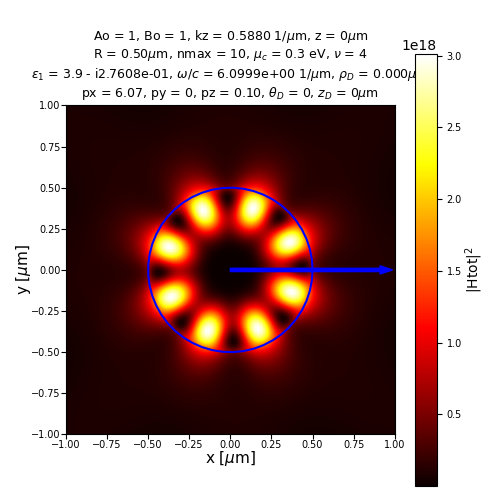 Ao = 1, Bo = 1, kz = 0.5880 1/μm, z = 0μm
R = 0.50μm, nmax = 10, μc = 0.3 eV, ν = 4
ε1 = 3.9 - i2.7608e-01, ω/c = 6.0999e+00 1/μm, ρD = 0.000μ
px = 6.07, py = 0, pz = 0.10, θD = 0, zD = 0μm
1e18
1.00
0.75
0.50
0.25
0.00
−0.25
−0.50
−0.75
−1.00
y [μm]
−1.00 −0.75 −0.50 −0.25 0.00 0.25 0.50 0.75 1.00
x [μm]
3.0
2.5
2.0
1.5
1.0
0.5
|Htot|²